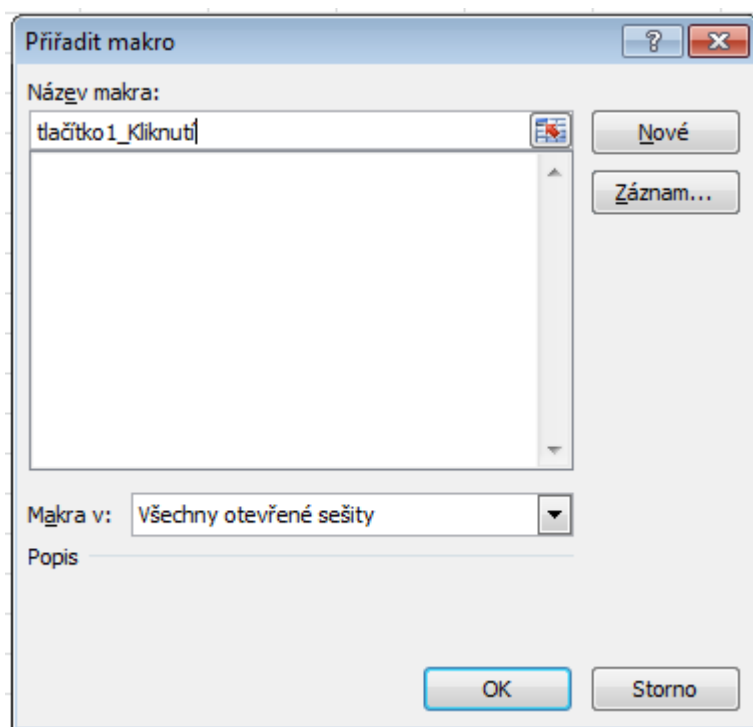 Přiřadit makro
Název makra:
tlačítko1_Kliknutí
Nové
Záznam...
Makra v: Všechny otevřené sešity
Popis
OK Storno